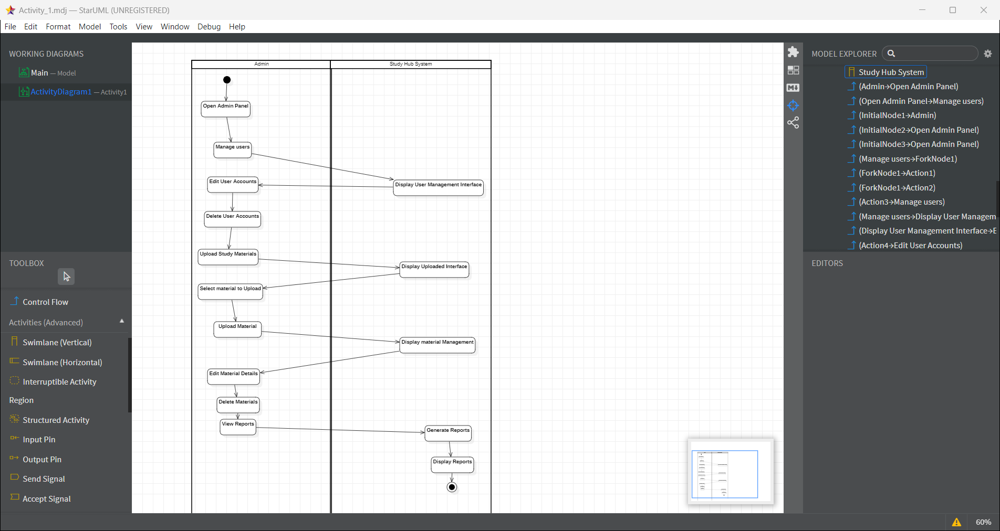 Activity_1.mdj — StarUML (UNREGISTERED)
File Edit Format Model Tools View Window Debug Help
WORKING DIAGRAMS
Main — Model
ActivityDiagram1 — Activity1
TOOLBOX
Control Flow
Activities (Advanced)
Swimlane (Vertical)
Swimlane (Horizontal)
Interruptible Activity
Region
Structured Activity
Input Pin
Output Pin
Send Signal
Accept Signal
Admin
Study Hub System
Open Admin Panel
Manage users
Edit User Accounts
Display User Management Interface
Delete User Accounts
Upload Study Materials
Display Uploaded Interface
Select material to Upload
Upload Material
Display material Management
Edit Material Details
Delete Materials
View Reports
Generate Reports
Display Reports
MODEL EXPLORER
Study Hub System
(Admin→Open Admin Panel)
(Open Admin Panel→Manage users)
(InitialNode1→Admin)
(InitialNode2→Open Admin Panel)
(InitialNode3→Open Admin Panel)
(Manage users→ForkNode1)
(ForkNode1→Action1)
(ForkNode1→Action2)
(Action3→Manage users)
(Manage users→Display User Managem
(Display User Management Interface→E
(Action4→Edit User Accounts)
EDITORS
60%